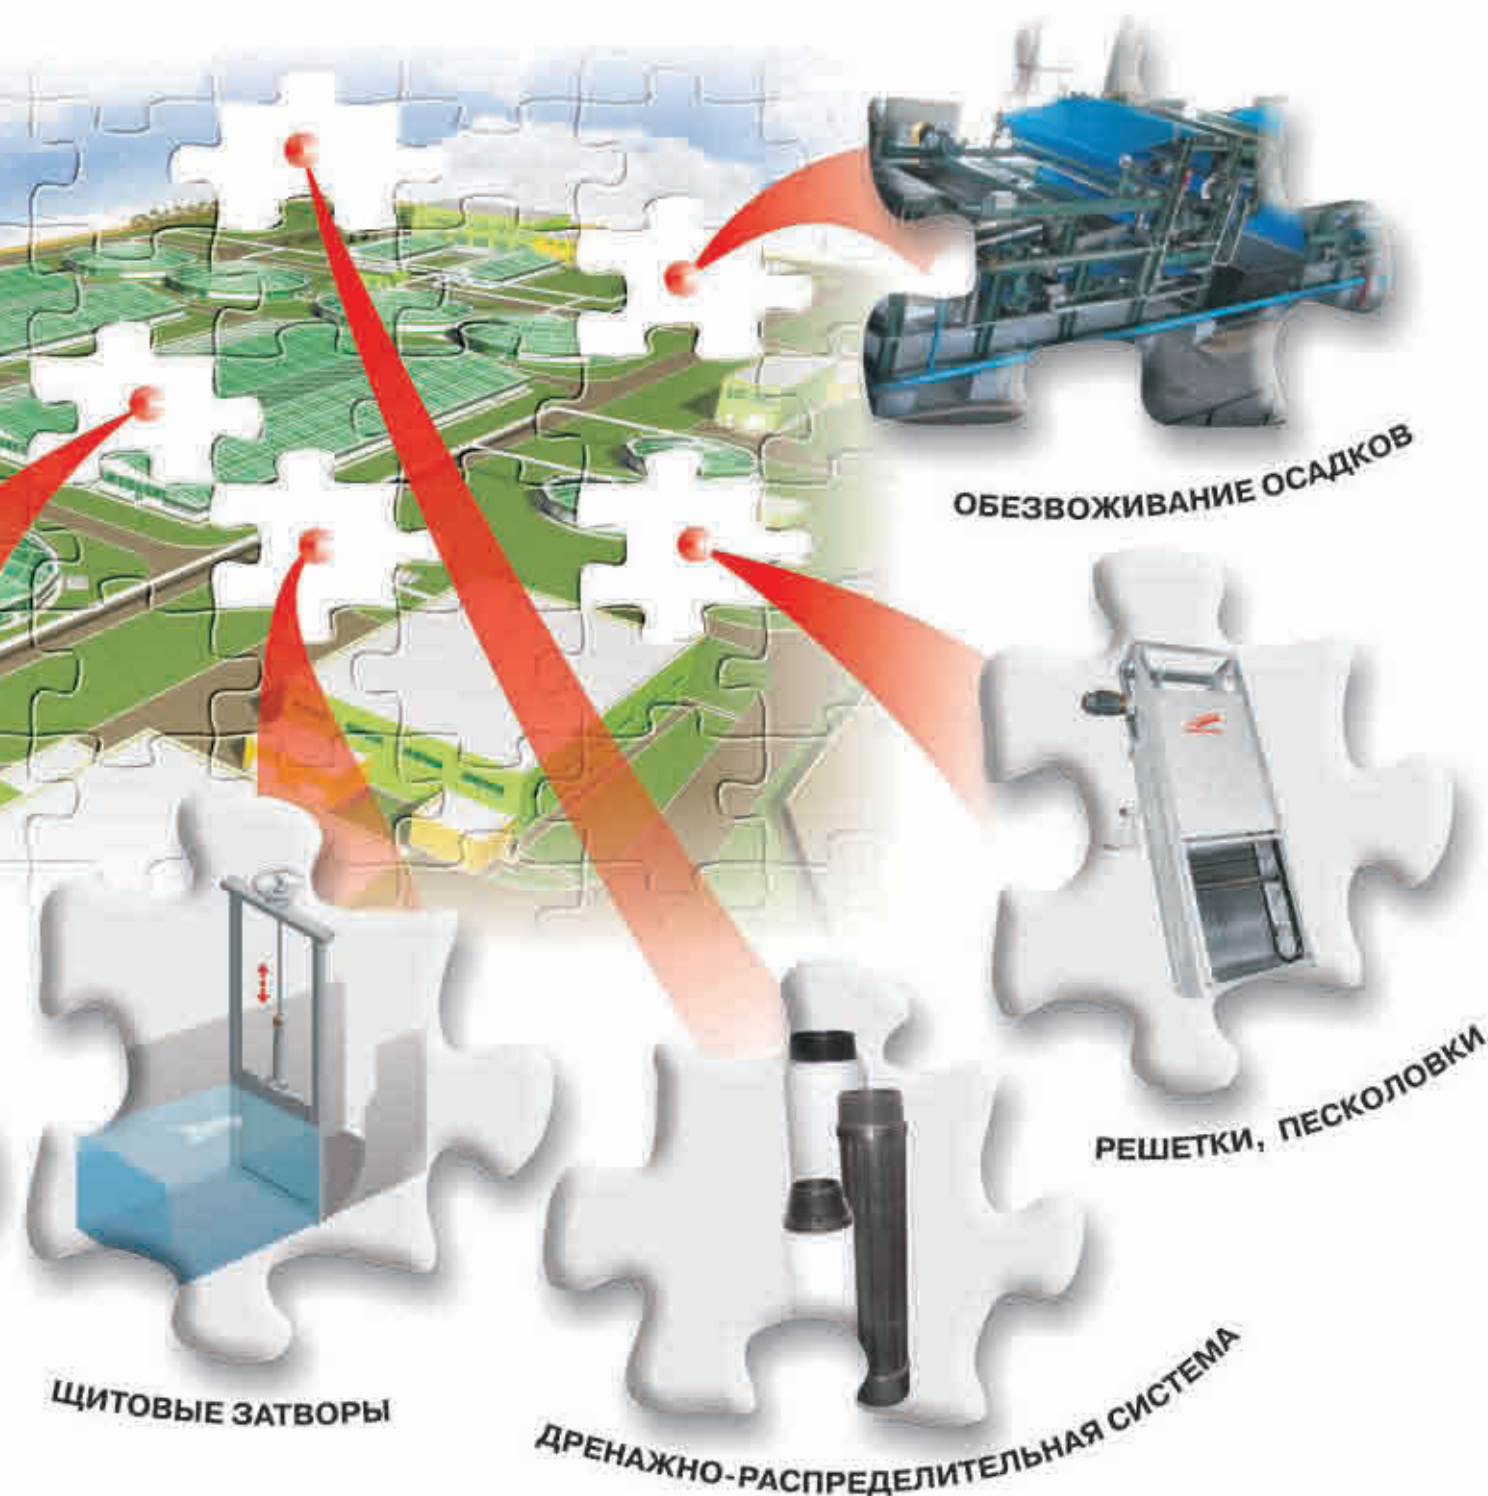 ОБЕЗВОЖИВАНИЕ ОСАДКОВ
РЕШЕТКИ, ПЕСКОЛОВКИ
ЩИТОВЫЕ ЗАТВОРЫ
ДРЕНАЖНО-РАСПРЕДЕЛИТЕЛЬНАЯ СИСТЕМА